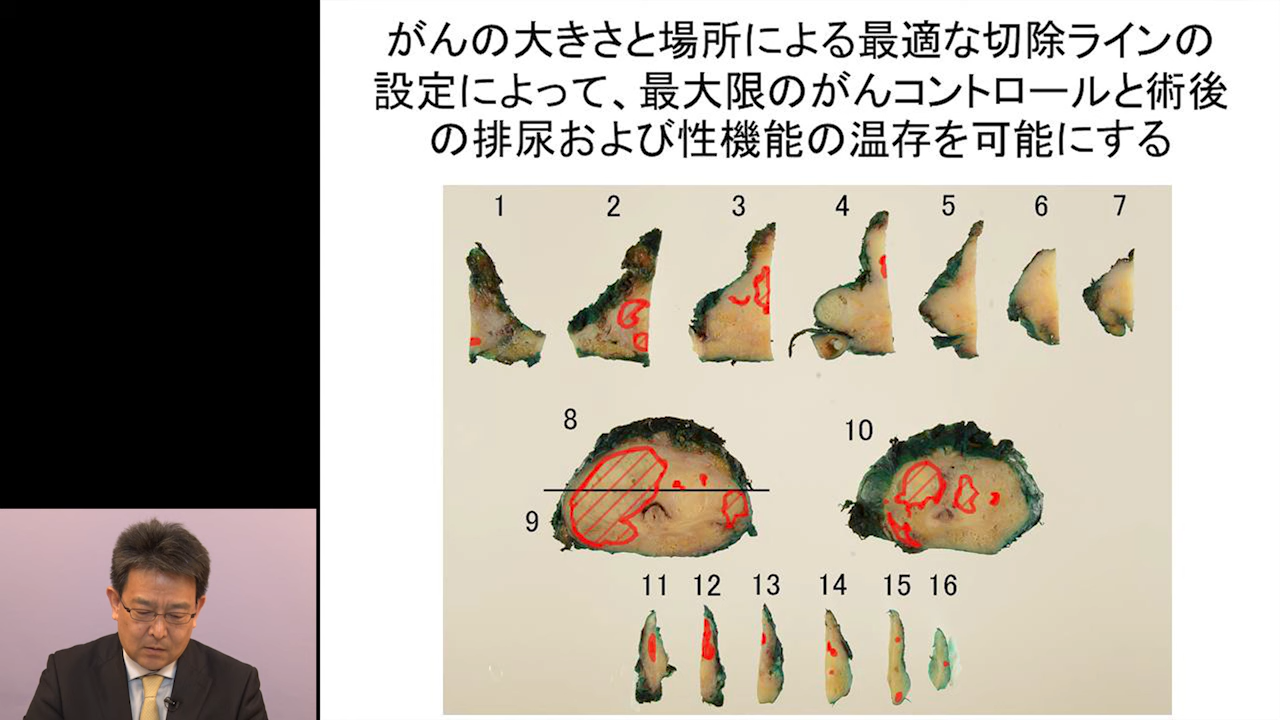 がんの大きさと場所による最適な切除ラインの
設定によって、最大限のがんコントロールと術後
の排尿および性機能の温存を可能にする
1 2 3 4 5 6 7
8
10
9
11 12 13 14 15 16